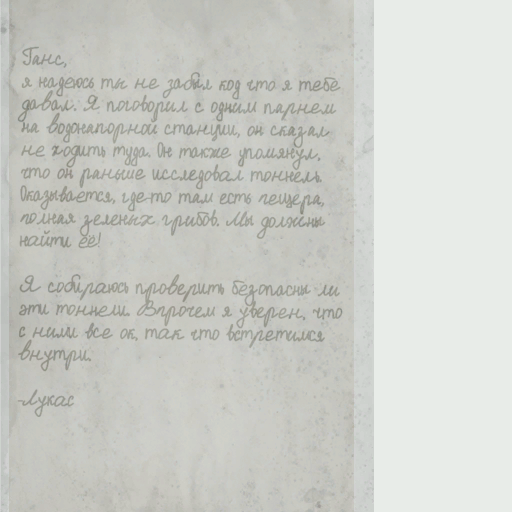 Ганс,
я надеюсь ты не забыл код что я тебе
давал. Я поговорил с одним парнем
на водонапорной станции, он сказал
не ходить туда. Он также упомянул,
что он раньше исследовал тоннель.
Оказывается, где-то там есть пещера,
полная зеленых грибов. Мы должны
найти её!
Я собираюсь проверить безопасны ли
эти тоннели. Впрочем я уверен, что
с ними все ок, так что встретимся
внутри.
-Лукас